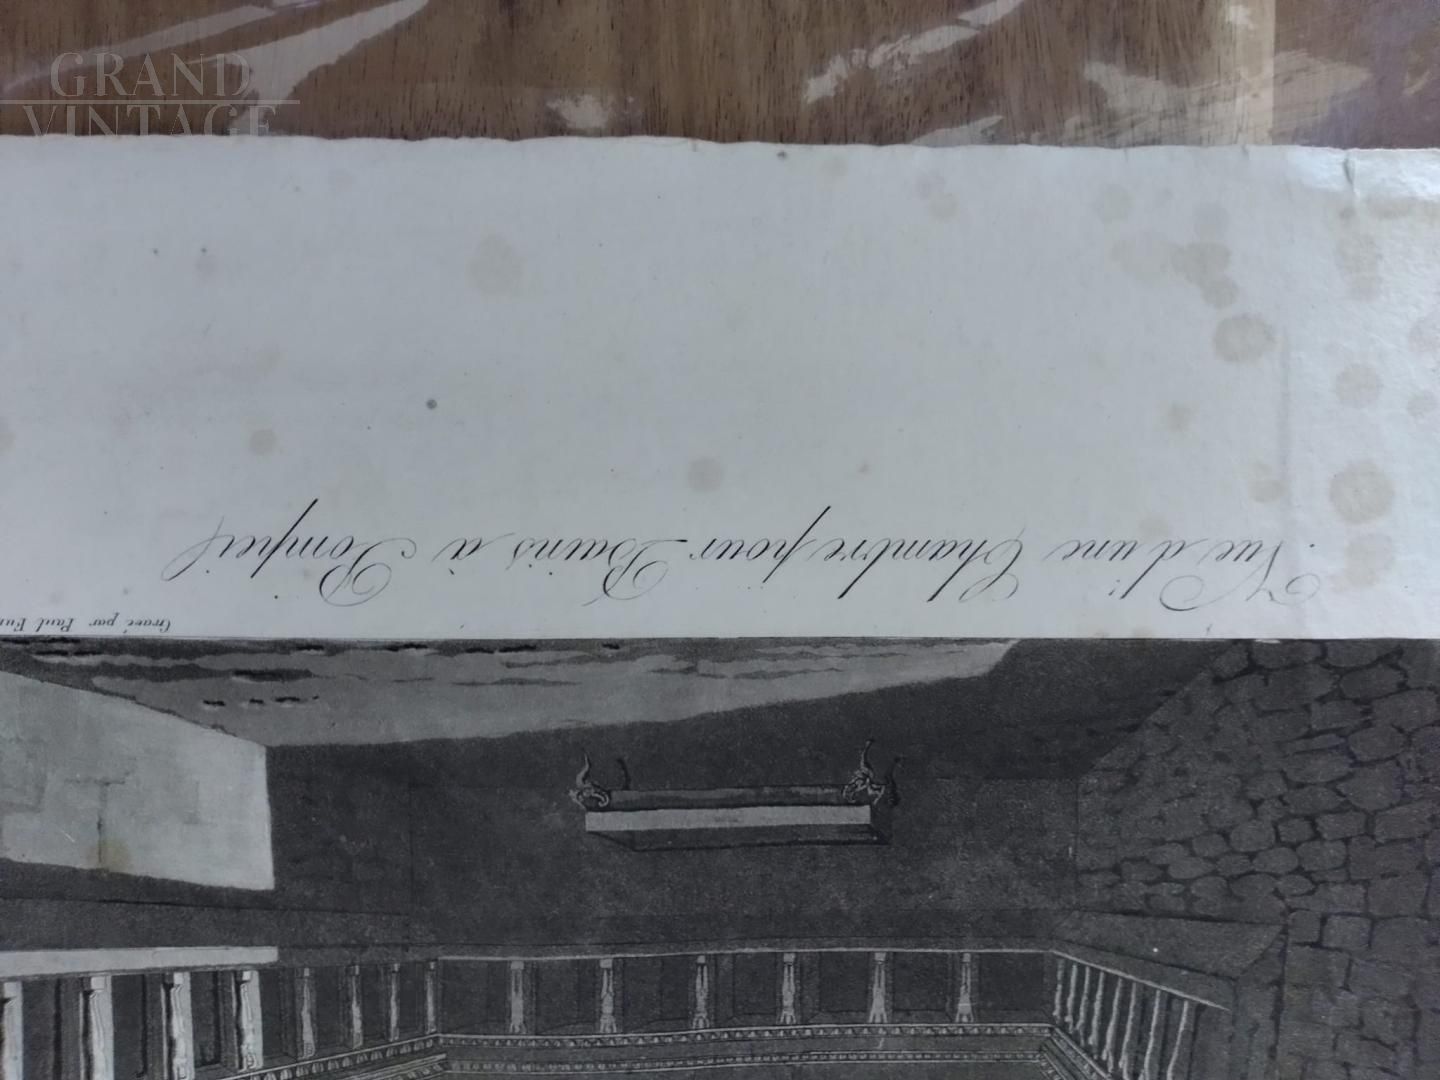 GRAND
VINTAGE
Gravé par Paul
Vue d'une Chambre pour Bains à Pompeii